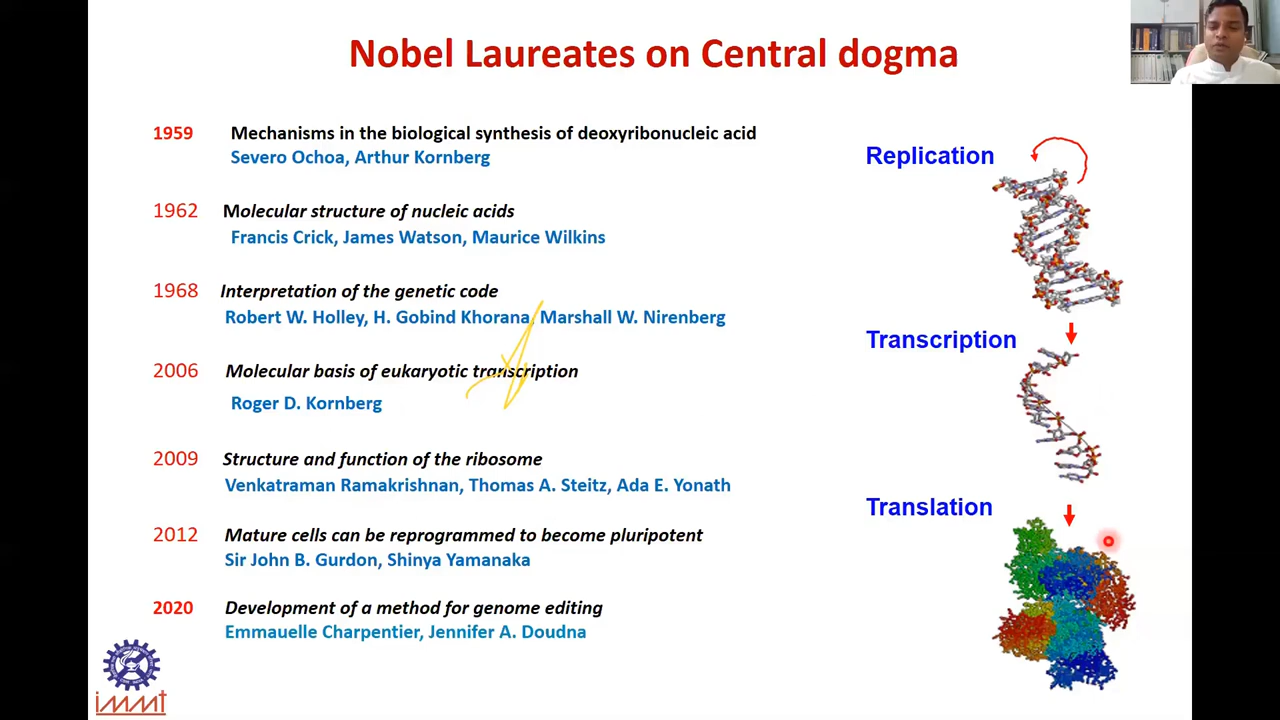 Nobel Laureates on Central dogma
1959 Mechanisms in the biological synthesis of deoxyribonucleic acid
Severo Ochoa, Arthur Kornberg
1962 Molecular structure of nucleic acids
Francis Crick, James Watson, Maurice Wilkins
1968 Interpretation of the genetic code
Robert W. Holley, H. Gobind Khorana, Marshall W. Nirenberg
2006 Molecular basis of eukaryotic transcription
Roger D. Kornberg
2009 Structure and function of the ribosome
Venkatraman Ramakrishnan, Thomas A. Steitz, Ada E. Yonath
2012 Mature cells can be reprogrammed to become pluripotent
Sir John B. Gurdon, Shinya Yamanaka
2020 Development of a method for genome editing
Emmauelle Charpentier, Jennifer A. Doudna
Replication
Transcription
Translation
immt